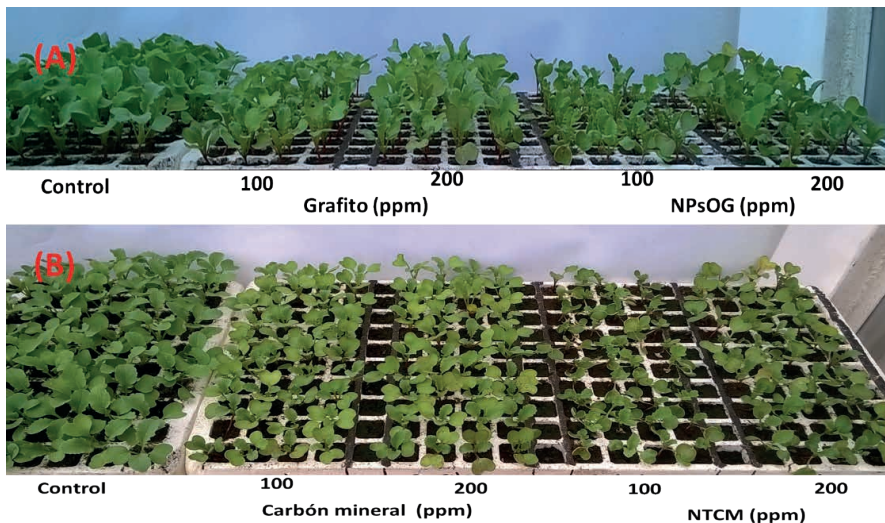 (A)
Control 100 200 100 200
Grafito (ppm) NPsOG (ppm)
(B)
Control 100 200 100 200
Carbón mineral (ppm) NTCM (ppm)